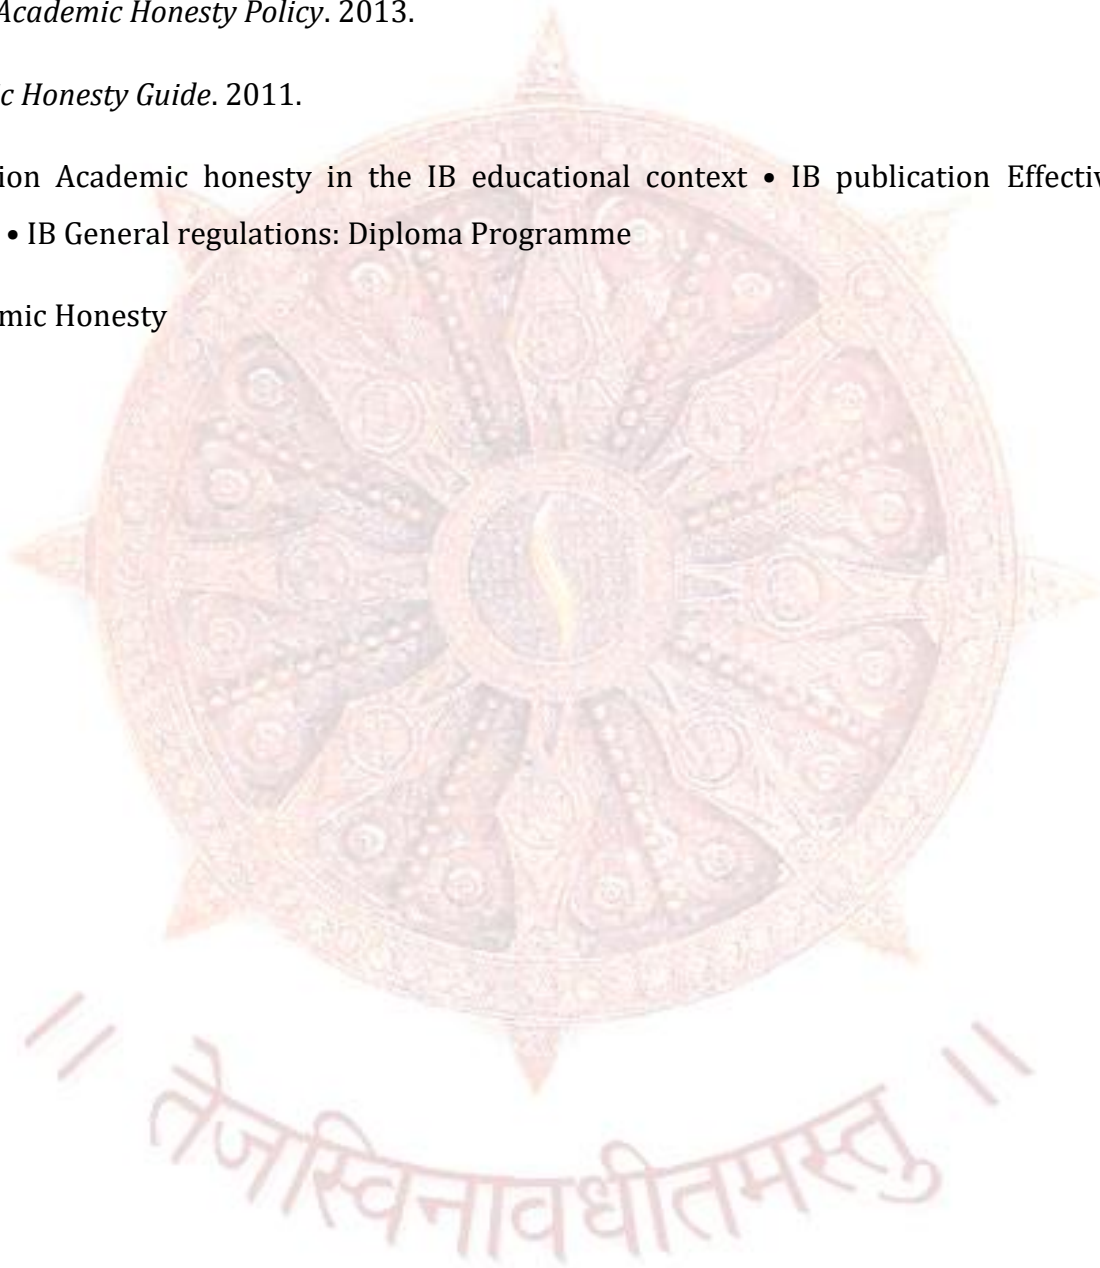 Academic Honesty Policy. 2013.
c Honesty Guide. 2011.
ion Academic honesty in the IB educational context • IB publication Effectiv
• IB General regulations: Diploma Programme
mic Honesty
|| तेजस्विनावधीतमस्तु ||